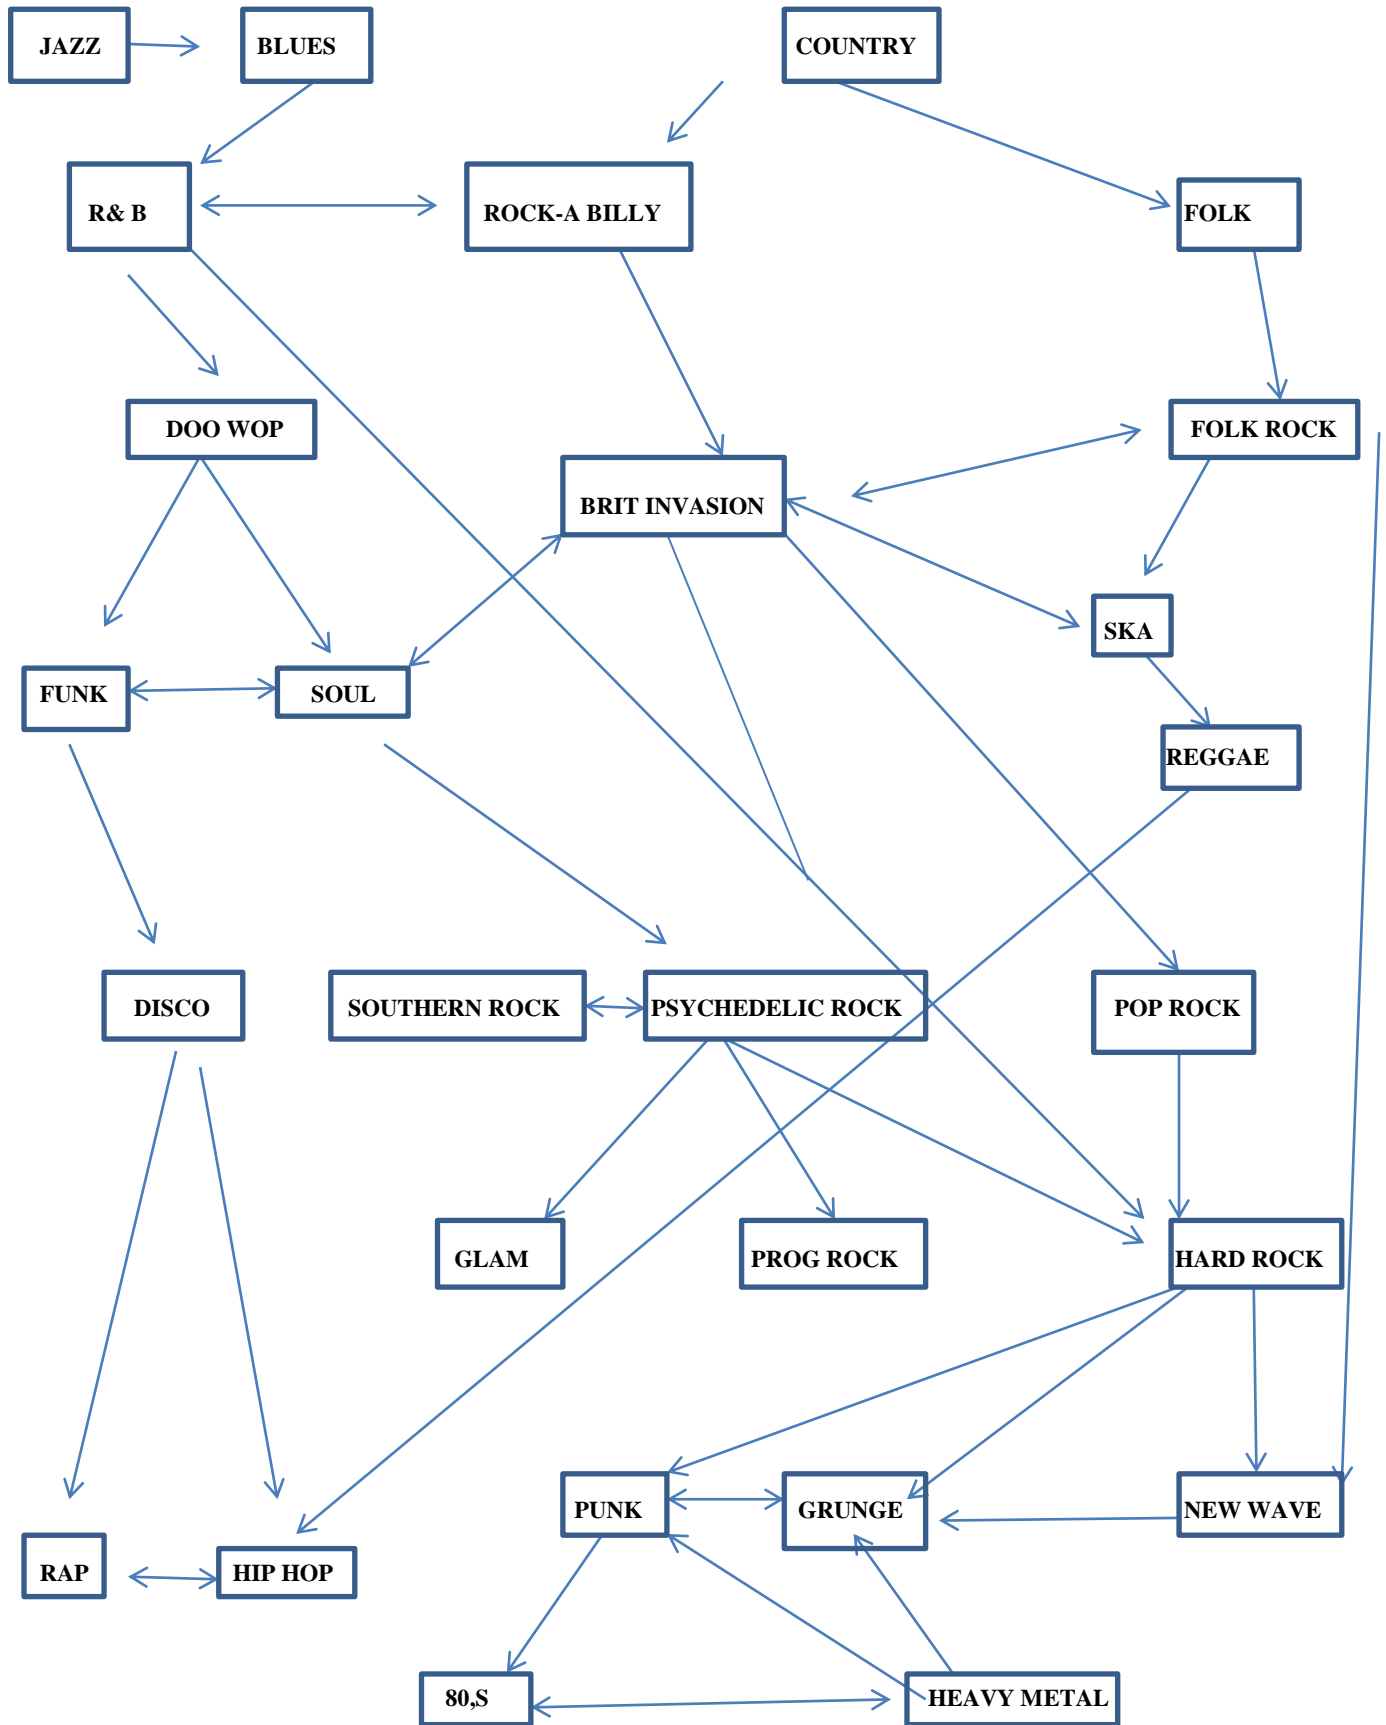 JAZZ
BLUES
COUNTRY
R& B
ROCK-A BILLY
FOLK
DOO WOP
FOLK ROCK
BRIT INVASION
SKA
FUNK
SOUL
REGGAE
DISCO
SOUTHERN ROCK
PSYCHEDELIC ROCK
POP ROCK
GLAM
PROG ROCK
HARD ROCK
PUNK
GRUNGE
NEW WAVE
RAP
HIP HOP
80,S
HEAVY METAL